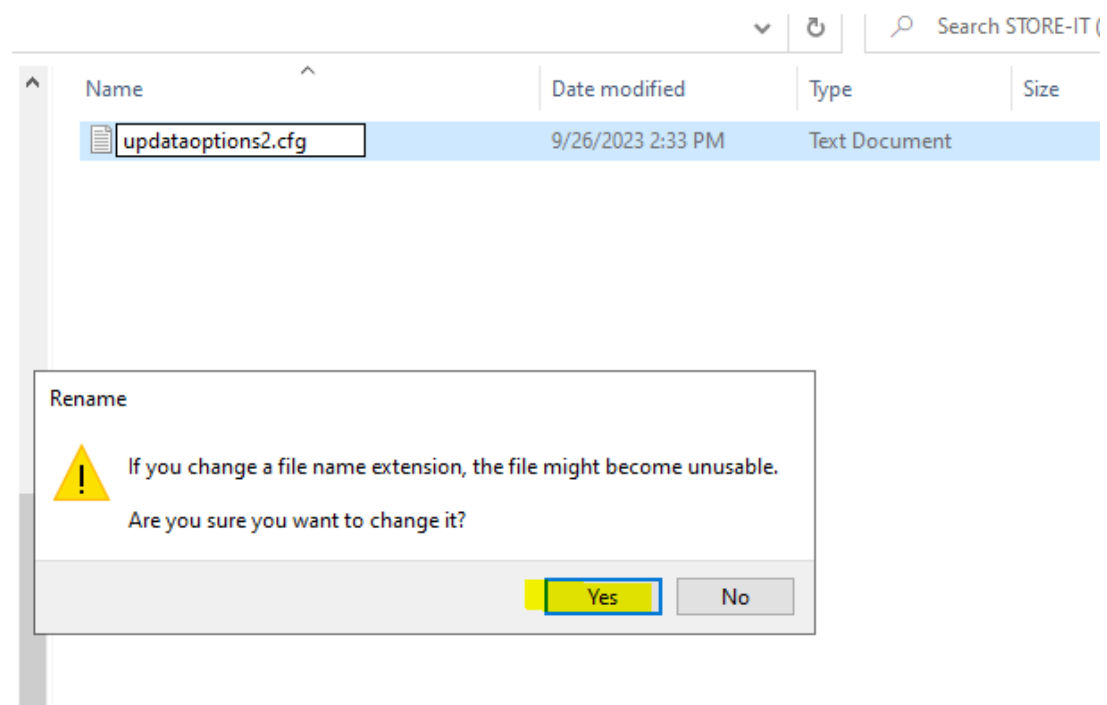 Search STORE-IT (
Name Date modified Type Size
updataoptions2.cfg 9/26/2023 2:33 PM Text Document
Rename
If you change a file name extension, the file might become unusable.
Are you sure you want to change it?
Yes No